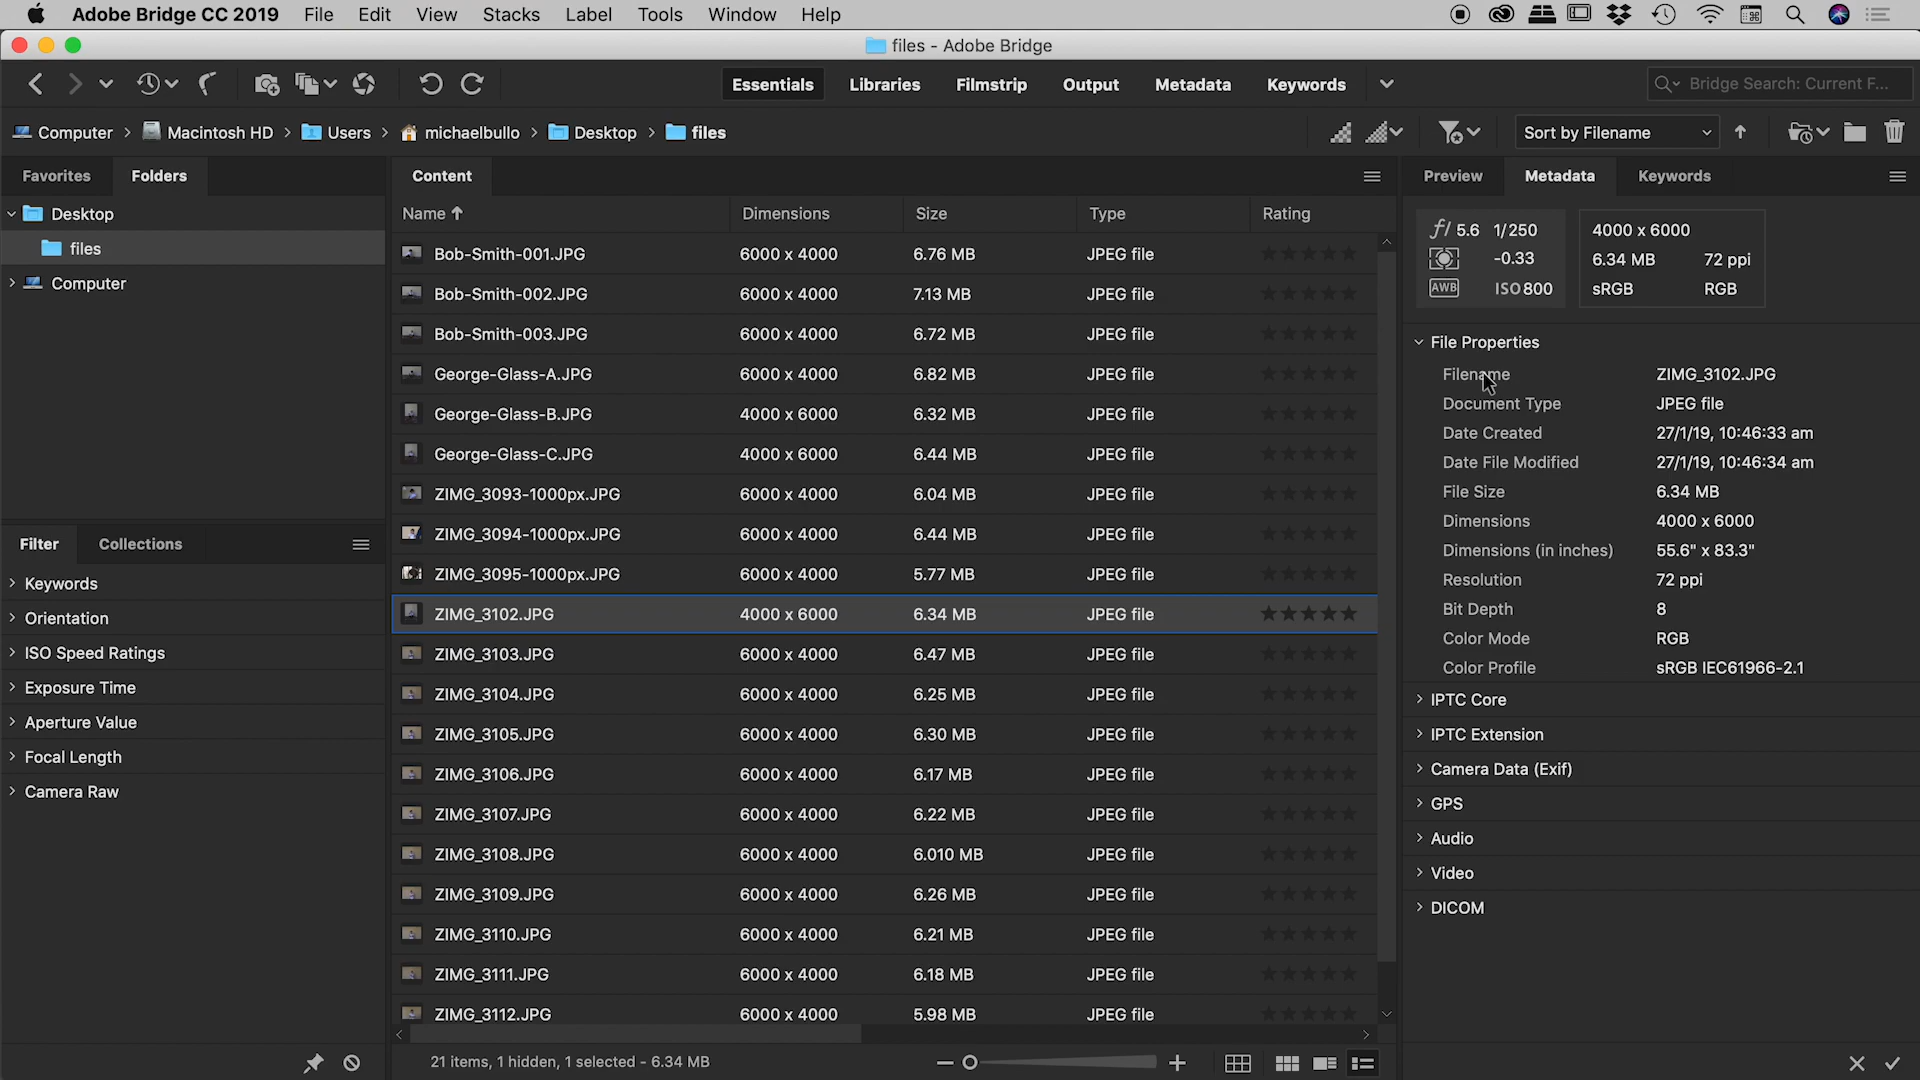 Adobe Bridge CC 2019 File Edit View Stacks Label Tools Window Help
files - Adobe Bridge
Essentials Libraries Filmstrip Output Metadata Keywords
Bridge Search: Current F...
Computer > Macintosh HD > Users > michaelbullo > Desktop > files
Sort by Filename
Favorites Folders
Desktop
files
Computer
Filter Collections
Keywords
Orientation
ISO Speed Ratings
Exposure Time
Aperture Value
Focal Length
Camera Raw
Content
Name Dimensions Size Type Rating
Bob-Smith-001.JPG 6000 x 4000 6.76 MB JPEG file
Bob-Smith-002.JPG 6000 x 4000 7.13 MB JPEG file
Bob-Smith-003.JPG 6000 x 4000 6.72 MB JPEG file
George-Glass-A.JPG 6000 x 4000 6.82 MB JPEG file
George-Glass-B.JPG 4000 x 6000 6.32 MB JPEG file
George-Glass-C.JPG 4000 x 6000 6.44 MB JPEG file
ZIMG_3093-1000px.JPG 6000 x 4000 6.04 MB JPEG file
ZIMG_3094-1000px.JPG 6000 x 4000 6.44 MB JPEG file
ZIMG_3095-1000px.JPG 6000 x 4000 5.77 MB JPEG file
ZIMG_3102.JPG 4000 x 6000 6.34 MB JPEG file
ZIMG_3103.JPG 6000 x 4000 6.47 MB JPEG file
ZIMG_3104.JPG 6000 x 4000 6.25 MB JPEG file
ZIMG_3105.JPG 6000 x 4000 6.30 MB JPEG file
ZIMG_3106.JPG 6000 x 4000 6.17 MB JPEG file
ZIMG_3107.JPG 6000 x 4000 6.22 MB JPEG file
ZIMG_3108.JPG 6000 x 4000 6.010 MB JPEG file
ZIMG_3109.JPG 6000 x 4000 6.26 MB JPEG file
ZIMG_3110.JPG 6000 x 4000 6.21 MB JPEG file
ZIMG_3111.JPG 6000 x 4000 6.18 MB JPEG file
ZIMG_3112.JPG 6000 x 4000 5.98 MB JPEG file
21 items, 1 hidden, 1 selected - 6.34 MB
Preview Metadata Keywords
f/ 5.6 1/250
-0.33
AWB ISO800
4000 x 6000
6.34 MB 72 ppi
sRGB RGB
File Properties
Filename ZIMG_3102.JPG
Document Type JPEG file
Date Created 27/1/19, 10:46:33 am
Date File Modified 27/1/19, 10:46:34 am
File Size 6.34 MB
Dimensions 4000 x 6000
Dimensions (in inches) 55.6" x 83.3"
Resolution 72 ppi
Bit Depth 8
Color Mode RGB
Color Profile sRGB IEC61966-2.1
IPTC Core
IPTC Extension
Camera Data (Exif)
GPS
Audio
Video
DICOM